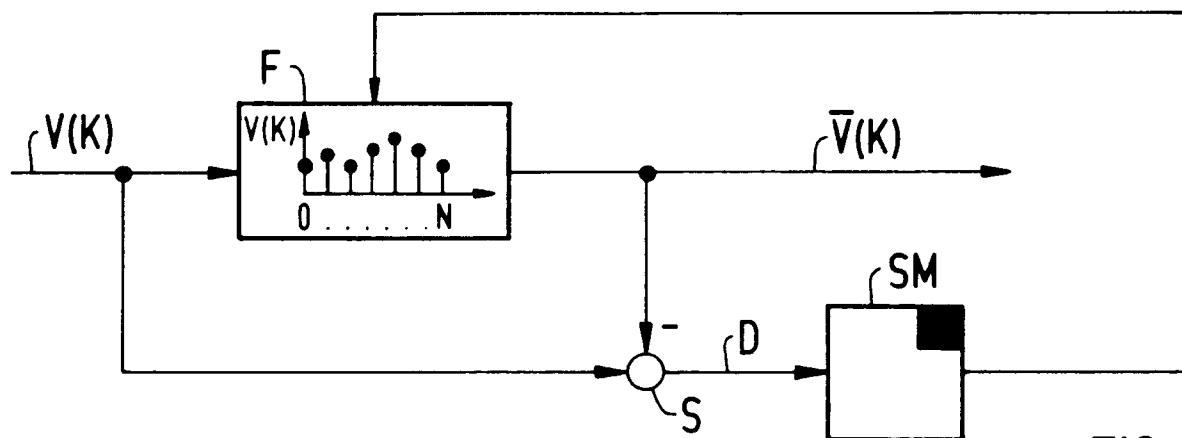 F
V(K)
V(K)
V̅(K)
0 . . . . . . N
SM
-
D
S